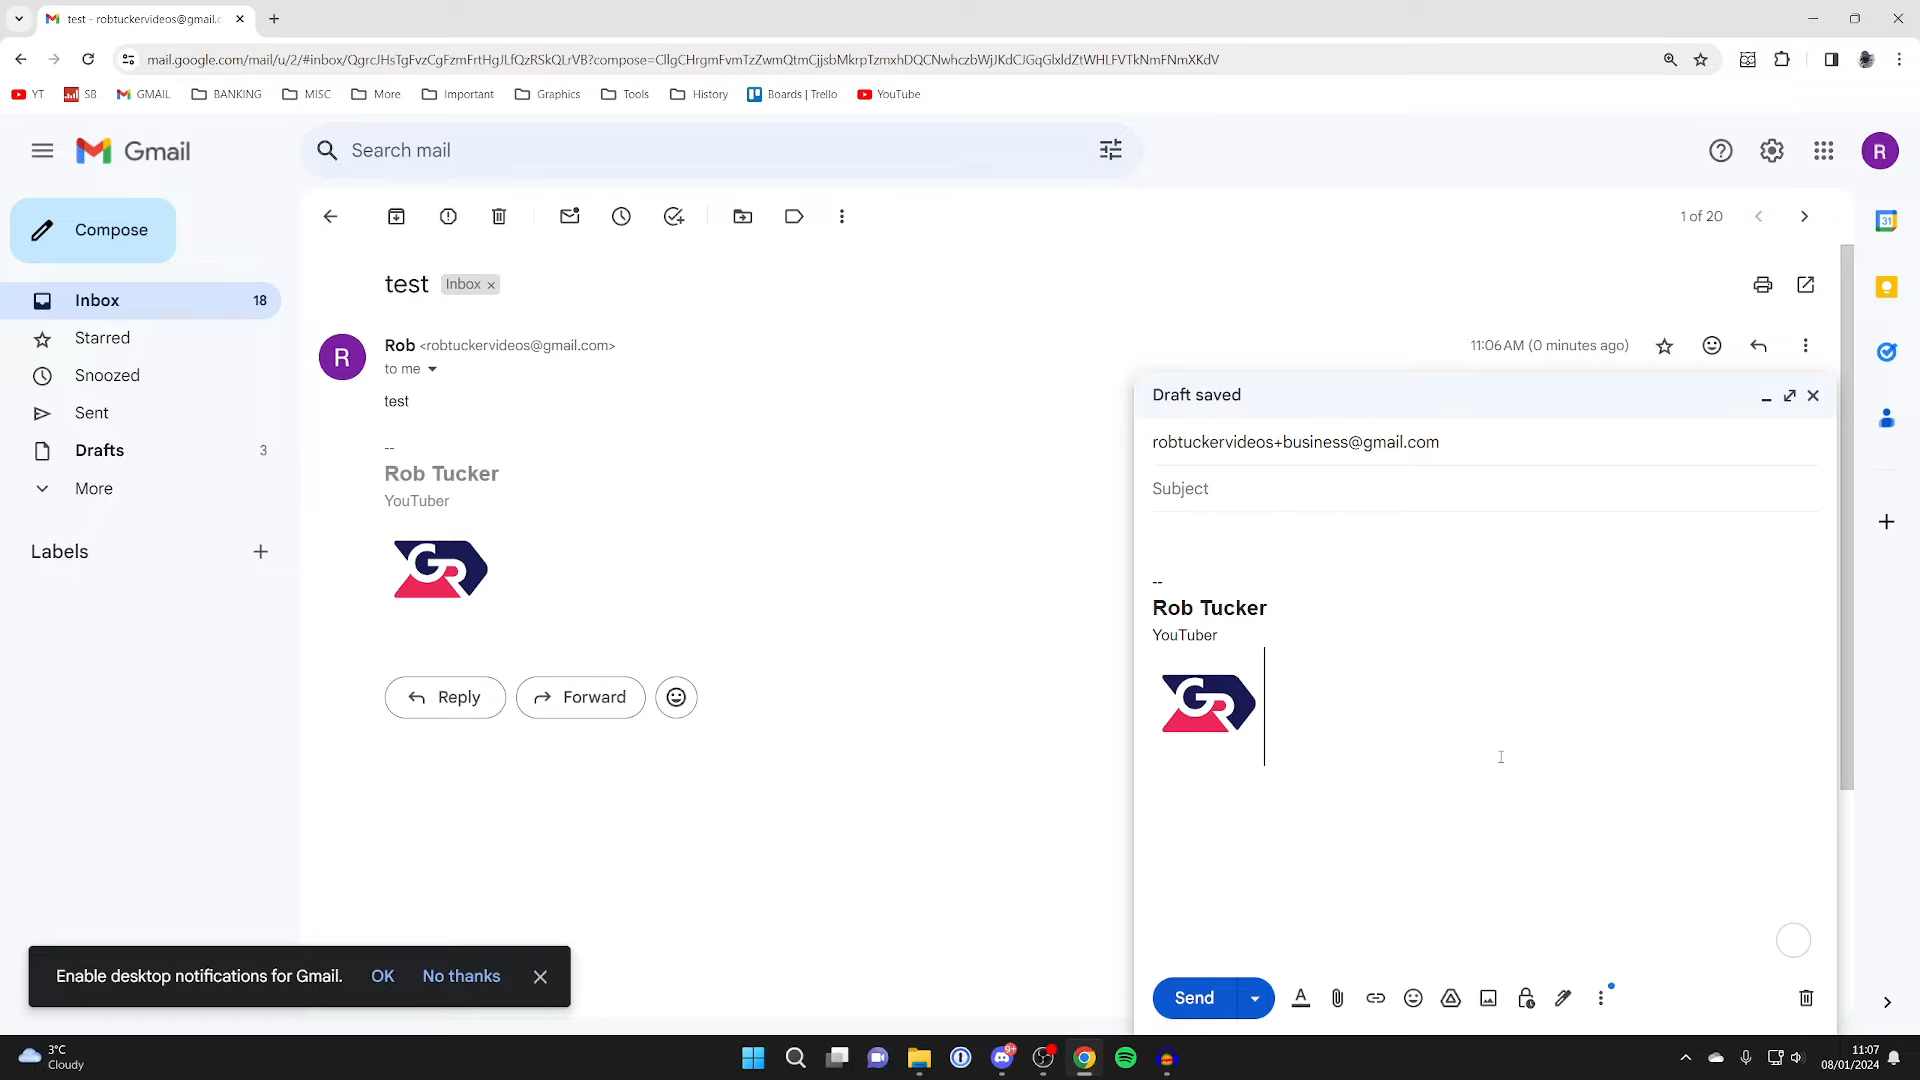 test - robtuckervideos@gmail.c
mail.google.com/mail/u/2/#inbox/QgrcJHsTgFvzCgFzmFrtHgJLfQzRSkQLrVB?compose=CllgCHrgmFvmTzZwmQtmCjjsbMkrpTzmxhDQCNwhczbWjJKdCJGqGlxldZtWHLFVTkNmFNmXKdV
YT SB GMAIL BANKING MISC More Important Graphics Tools History Boards | Trello YouTube
Gmail
Search mail
R
Compose
1 of 20
31
Inbox 18
test Inbox
Starred
R
Rob <robtuckervideos@gmail.com>
11:06 AM (0 minutes ago)
to me
Snoozed
test
Sent
Drafts 3
More
Labels
--
Rob Tucker
YouTuber
GR
Reply
Forward
Draft saved
robtuckervideos+business@gmail.com
Subject
--
Rob Tucker
YouTuber
GR
Send
Enable desktop notifications for Gmail. OK No thanks
3°C
Cloudy
9+
11:07
08/01/2024